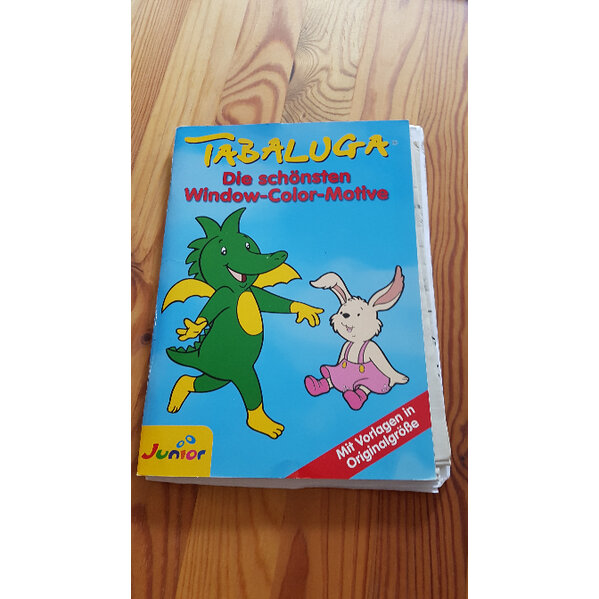 TABALUGA
Die schönsten
Window-Color-Motive
Mit Vorlagen in
Originalgröße
Junior